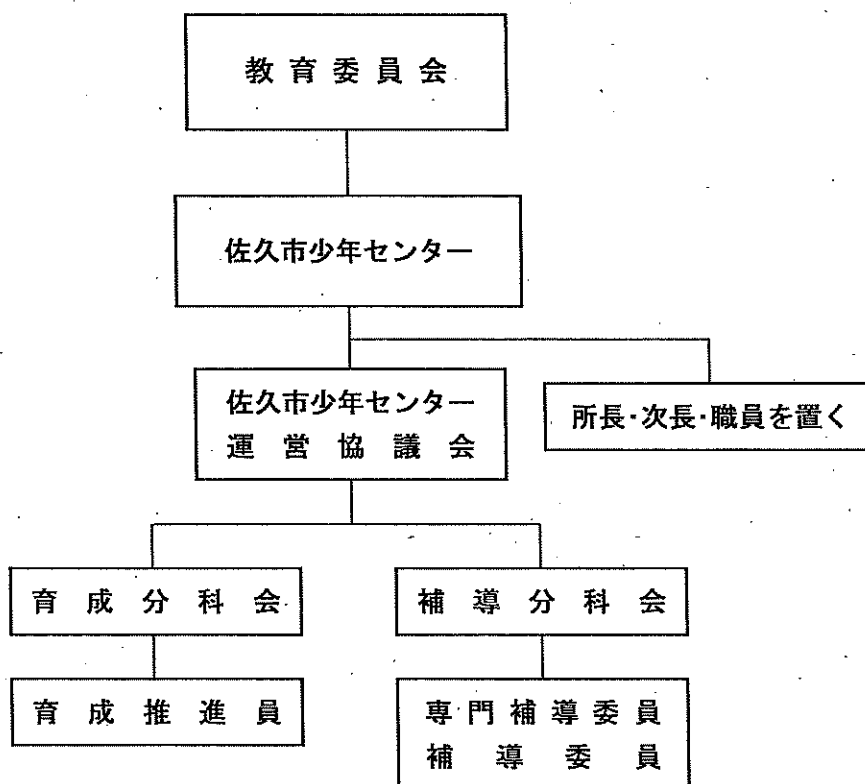 教育委員会
佐久市少年センター
佐久市少年センター
運営協議会
所長・次長・職員を置く
育成分科会
補導分科会
育成推進員
専門補導委員
補導委員